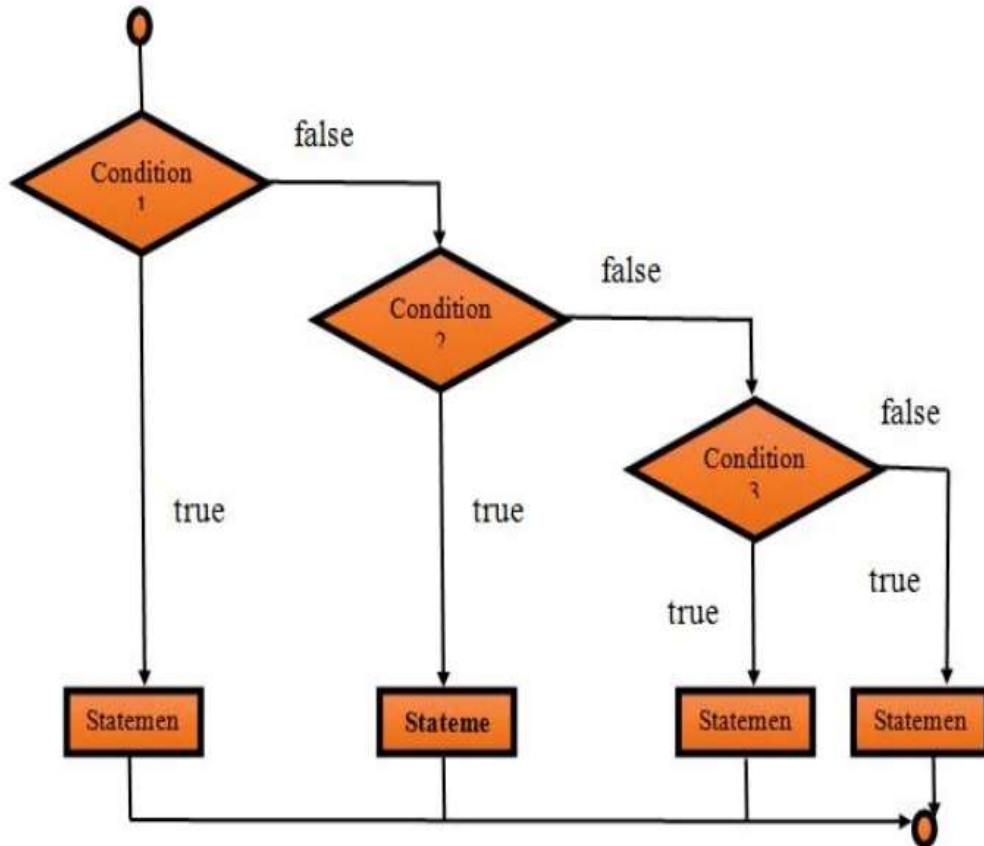 false
Condition
1
false
Condition
2
false
Condition
3
true
true
true
true
Statemen
Stateme
Statemen
Statemen